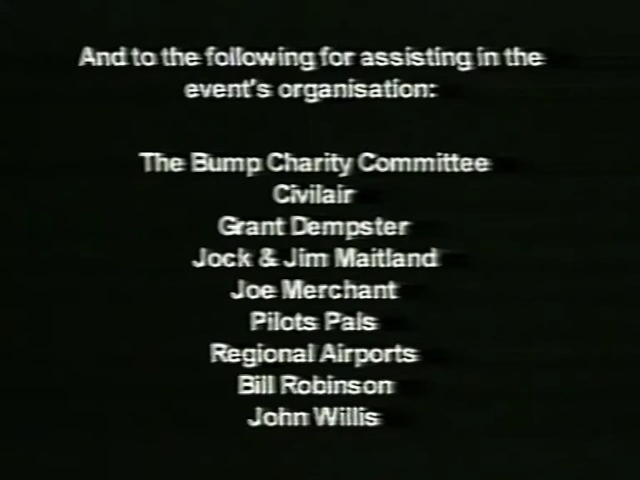 And to the following for assisting in the
event's organisation:
The Bump Charity Committee
Civilair
Grant Dempster
Jock & Jim Maitland
Joe Merchant
Pilots Pals
Regional Airports
Bill Robinson
John Willis